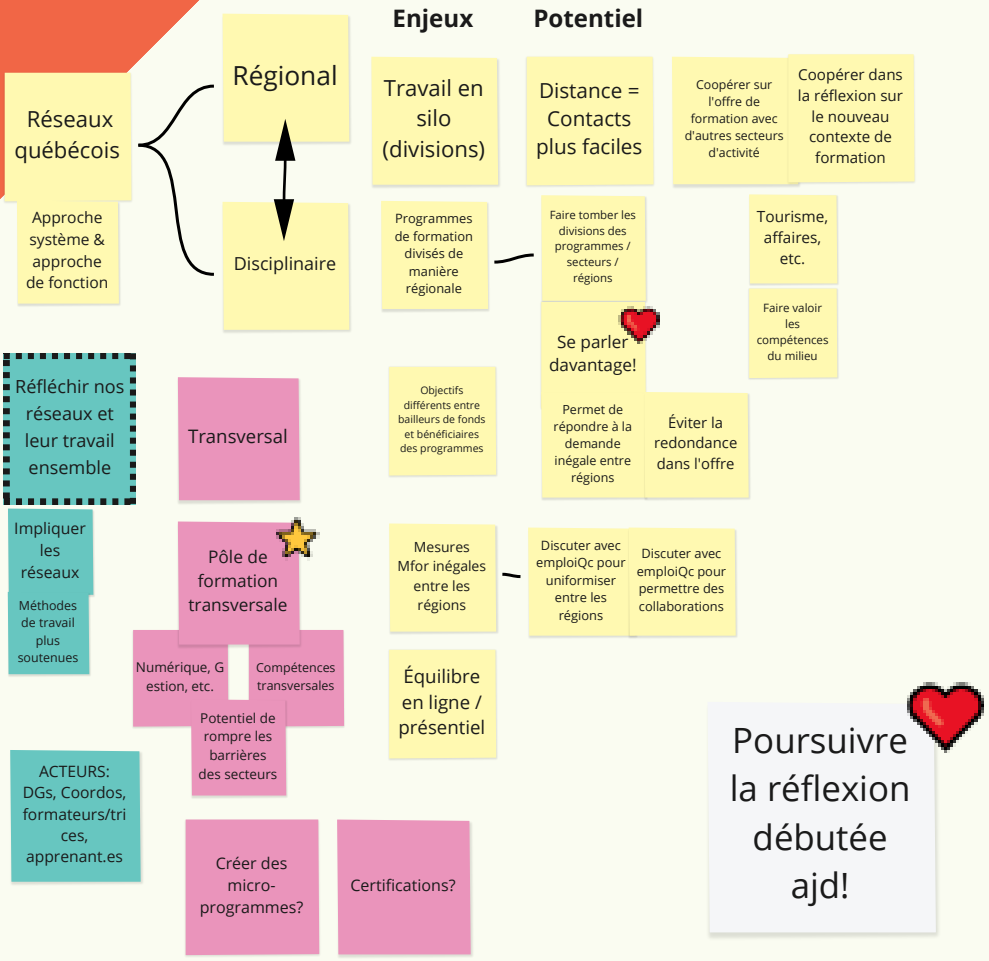 Enjeux
Potentiel
Réseaux
québécois
Régional
Travail en
silo
(divisions)
Distance =
Contacts
plus faciles
Coopérer sur
l'offre de
formation avec
d'autres secteurs
d'activité
Coopérer dans
la réflexion sur
le nouveau
contexte de
formation
Approche
système &
approche
de fonction
Disciplinaire
Programmes
de formation
divisés de
manière
régionale
Faire tomber les
divisions des
programmes /
secteurs /
régions
Tourisme,
affaires,
etc.
Se parler
davantage!
Faire valoir
les
compétences
du milieu
Réfléchir nos
réseaux et
leur travail
ensemble
Transversal
Objectifs
différents entre
bailleurs de fonds
et bénéficiaires
des programmes
Permet de
répondre à la
demande
inégale entre
régions
Éviter la
redondance
dans l'offre
Impliquer
les
réseaux
Méthodes
de travail
plus
soutenues
Pôle de
formation
transversale
Mesures
Mfor inégales
entre les
régions
Discuter avec
emploiQc pour
uniformiser
entre les
régions
Discuter avec
emploiQc pour
permettre des
collaborations
Numérique, G
estion, etc.
Compétences
transversales
Potentiel de
rompre les
barrières
des secteurs
Équilibre
en ligne /
présentiel
ACTEURS:
DGs, Coordos,
formateurs/tri
ces,
apprenant.es
Créer des
micro-
programmes?
Certifications?
Poursuivre
la réflexion
débutée
ajd!